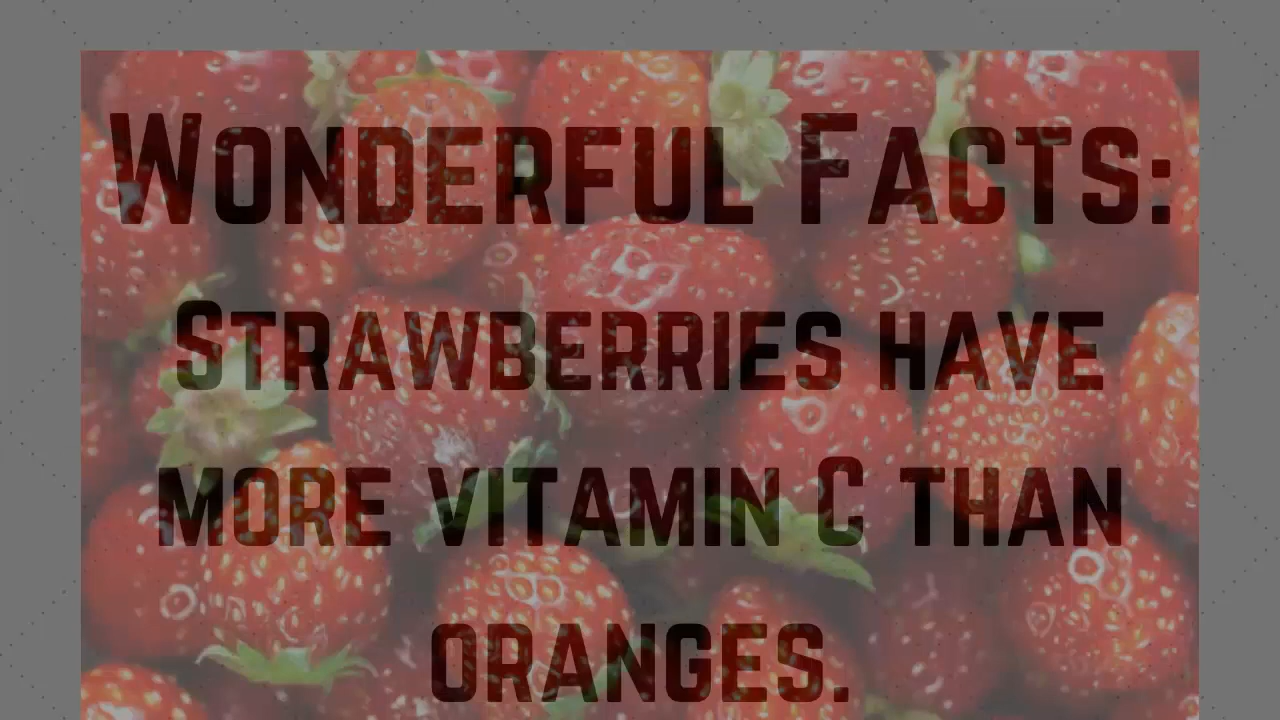 Wonderful Facts:
Strawberries have
more vitamin C than
oranges.